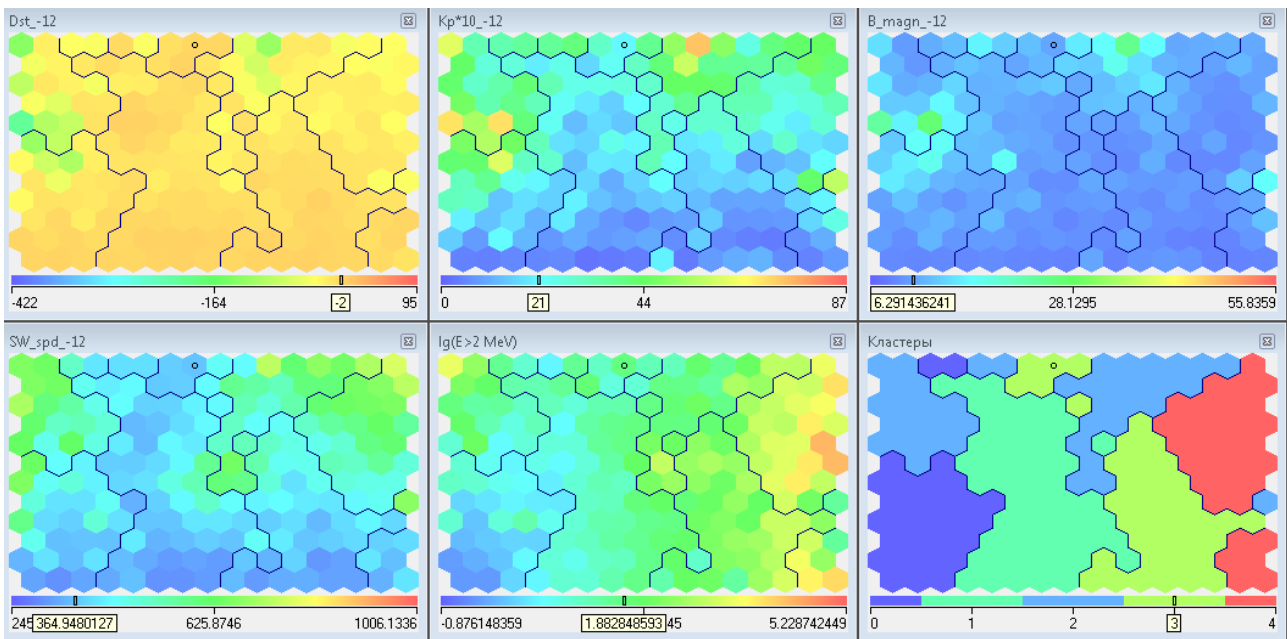 Dst_-12
Kp*10_-12
B_magn_-12
-422 -164 -2 95
0 21 44 87
6.291436241 28.1295 55.8359
SW_spd_-12
lg(E>2 MeV)
Кластеры
245 364.9480127 625.8746 1006.1336
-0.876148359 1.882848593 45 5.228742449
0 1 2 3 4